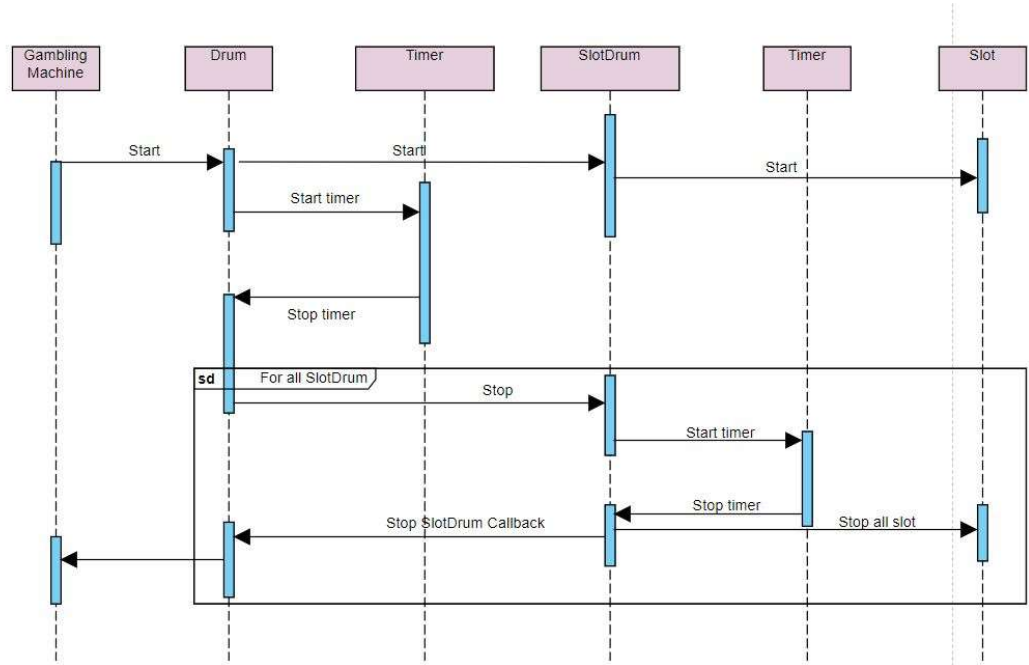 Gambling
Machine
Drum
Timer
SlotDrum
Timer
Slot
Start
Start
Start
Start timer
Stop timer
sd
For all SlotDrum
Stop
Start timer
Stop timer
Stop SlotDrum Callback
Stop all slot